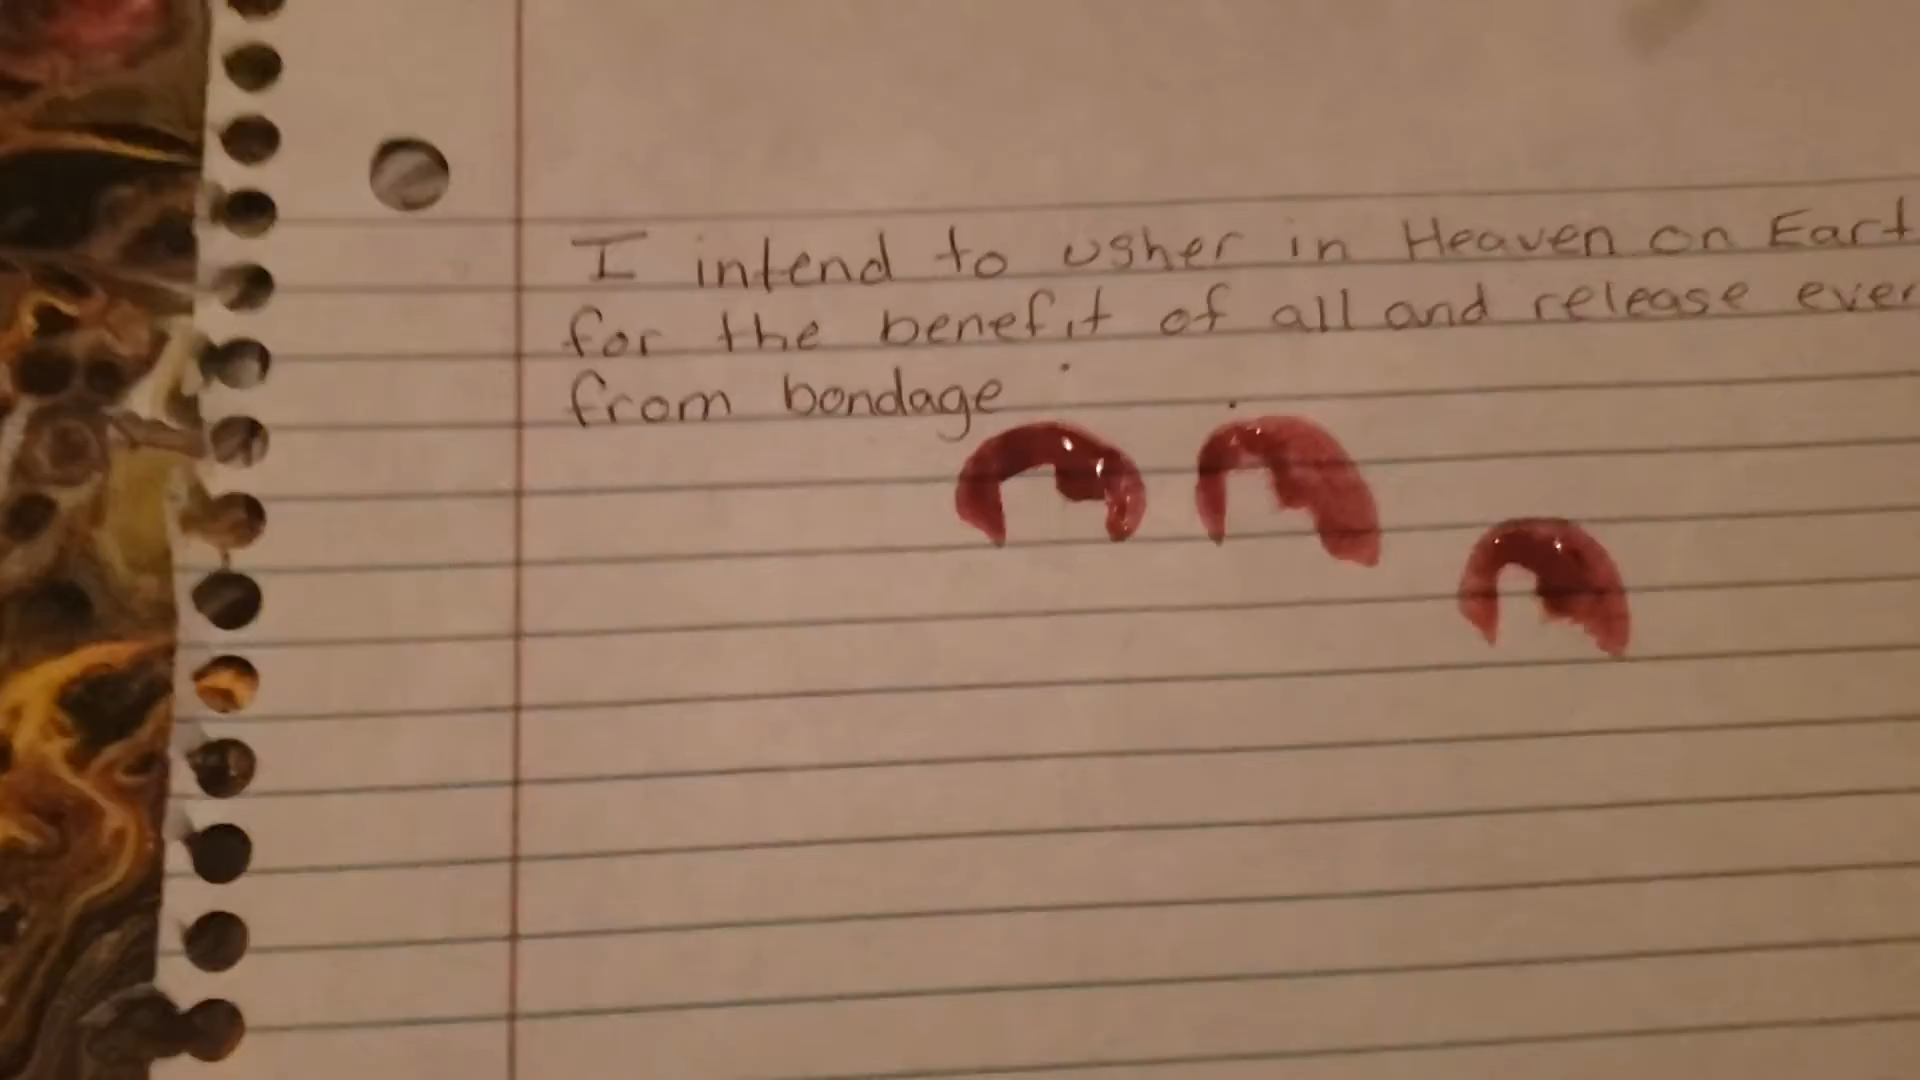 I intend to usher in Heaven on Eart
for the benefit of all and release ever
from bondage